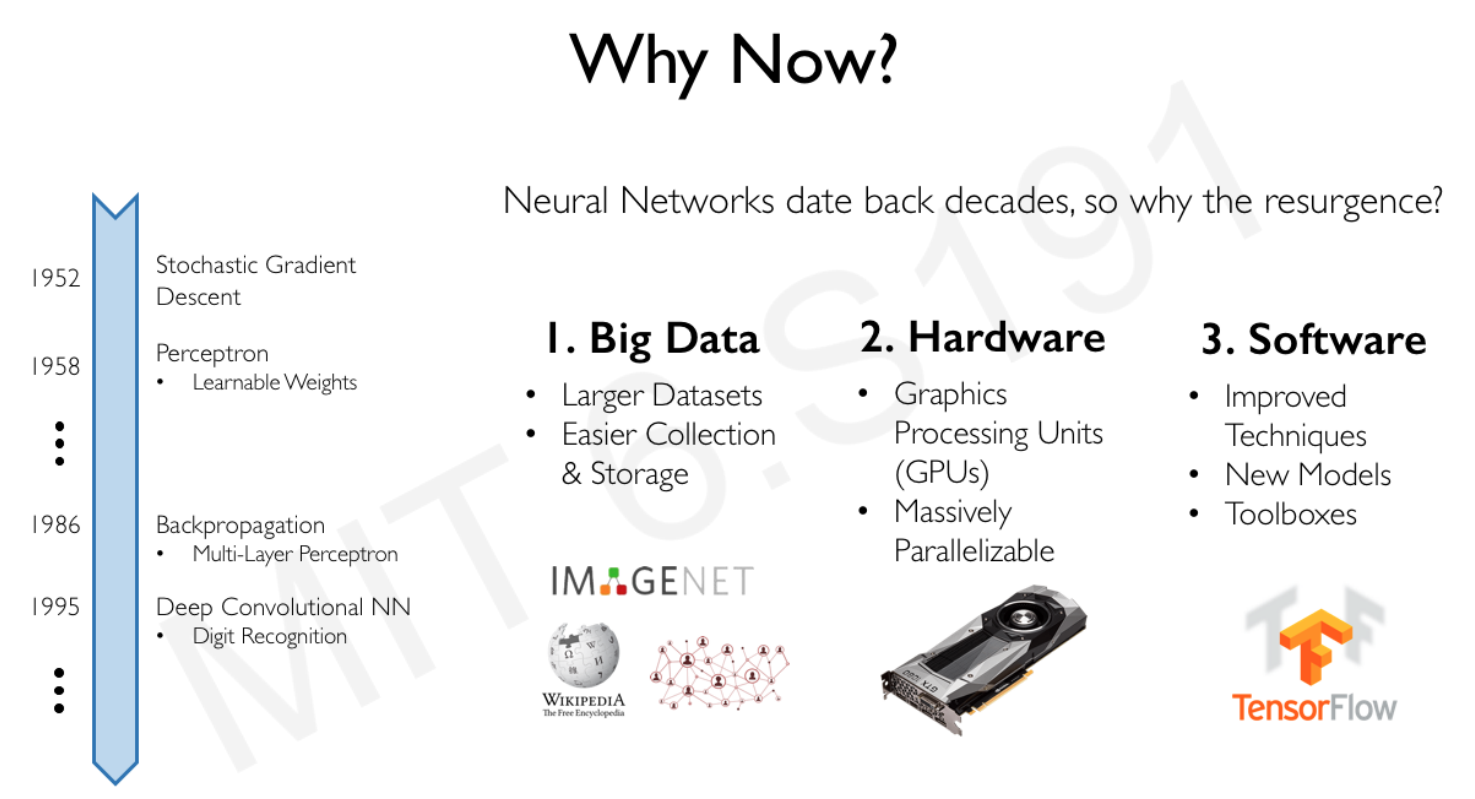 Why Now?
Neural Networks date back decades, so why the resurgence?
1952
Stochastic Gradient
Descent
1958
Perceptron
• Learnable Weights
1986
Backpropagation
• Multi-Layer Perceptron
1995
Deep Convolutional NN
• Digit Recognition
1. Big Data
• Larger Datasets
• Easier Collection
& Storage
IMAGENET
WIKIPEDIA
The Free Encyclopedia
2. Hardware
• Graphics
Processing Units
(GPUs)
• Massively
Parallelizable
GTX 1080
3. Software
• Improved
Techniques
• New Models
• Toolboxes
TensorFlow
MIT 6.S191